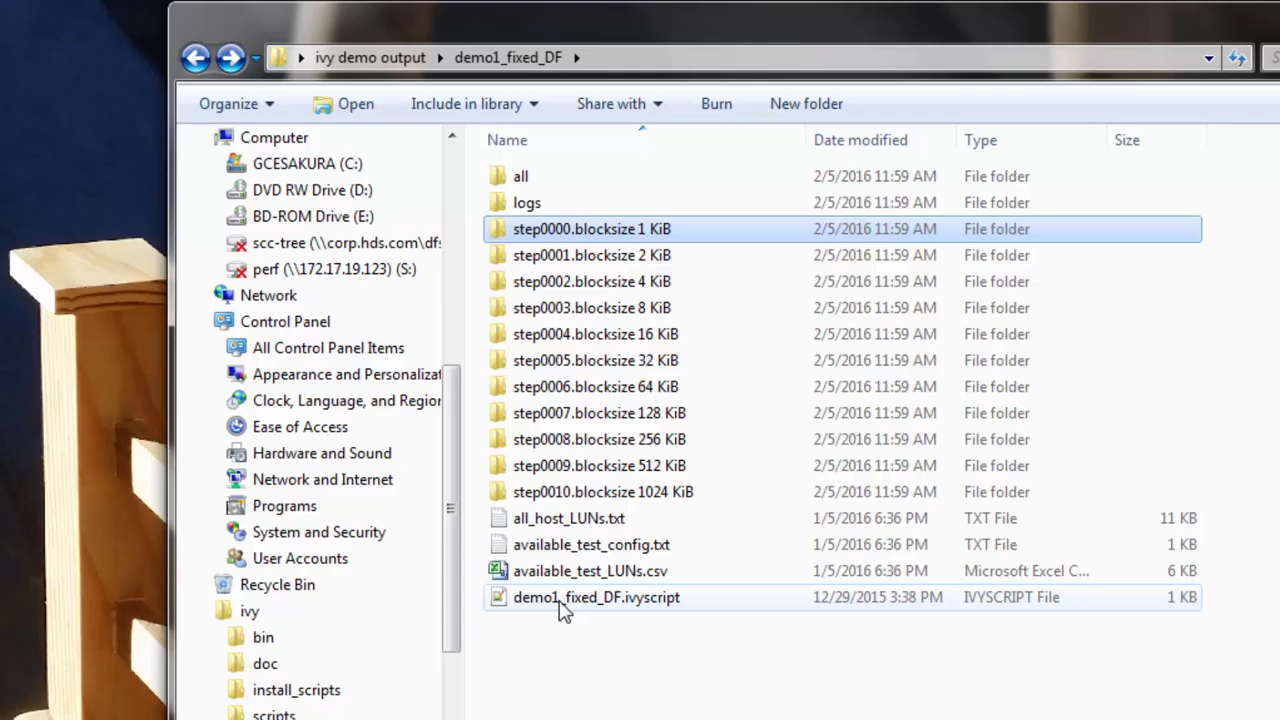 ivy demo output
demo1_fixed_DF
Organize
Open
Include in library
Share with
Burn
New folder
Computer
GCESAKURA (C:)
DVD RW Drive (D:)
BD-ROM Drive (E:)
scc-tree (\\corp.hds.com\dfs
perf (\\172.17.19.123) (S:)
Network
Control Panel
All Control Panel Items
Appearance and Personalizat
Clock, Language, and Region
Ease of Access
Hardware and Sound
Network and Internet
Programs
System and Security
User Accounts
Recycle Bin
ivy
bin
doc
install_scripts
scripts
Name Date modified Type Size
all 2/5/2016 11:59 AM File folder
logs 2/5/2016 11:59 AM File folder
step0000.blocksize 1 KiB 2/5/2016 11:59 AM File folder
step0001.blocksize 2 KiB 2/5/2016 11:59 AM File folder
step0002.blocksize 4 KiB 2/5/2016 11:59 AM File folder
step0003.blocksize 8 KiB 2/5/2016 11:59 AM File folder
step0004.blocksize 16 KiB 2/5/2016 11:59 AM File folder
step0005.blocksize 32 KiB 2/5/2016 11:59 AM File folder
step0006.blocksize 64 KiB 2/5/2016 11:59 AM File folder
step0007.blocksize 128 KiB 2/5/2016 11:59 AM File folder
step0008.blocksize 256 KiB 2/5/2016 11:59 AM File folder
step0009.blocksize 512 KiB 2/5/2016 11:59 AM File folder
step0010.blocksize 1024 KiB 2/5/2016 11:59 AM File folder
all_host_LUNs.txt 1/5/2016 6:36 PM TXT File 11 KB
available_test_config.txt 1/5/2016 6:36 PM TXT File 1 KB
available_test_LUNs.csv 1/5/2016 6:36 PM Microsoft Excel C... 6 KB
demo1_fixed_DF.ivyscript 12/29/2015 3:38 PM IVYSCRIPT File 1 KB